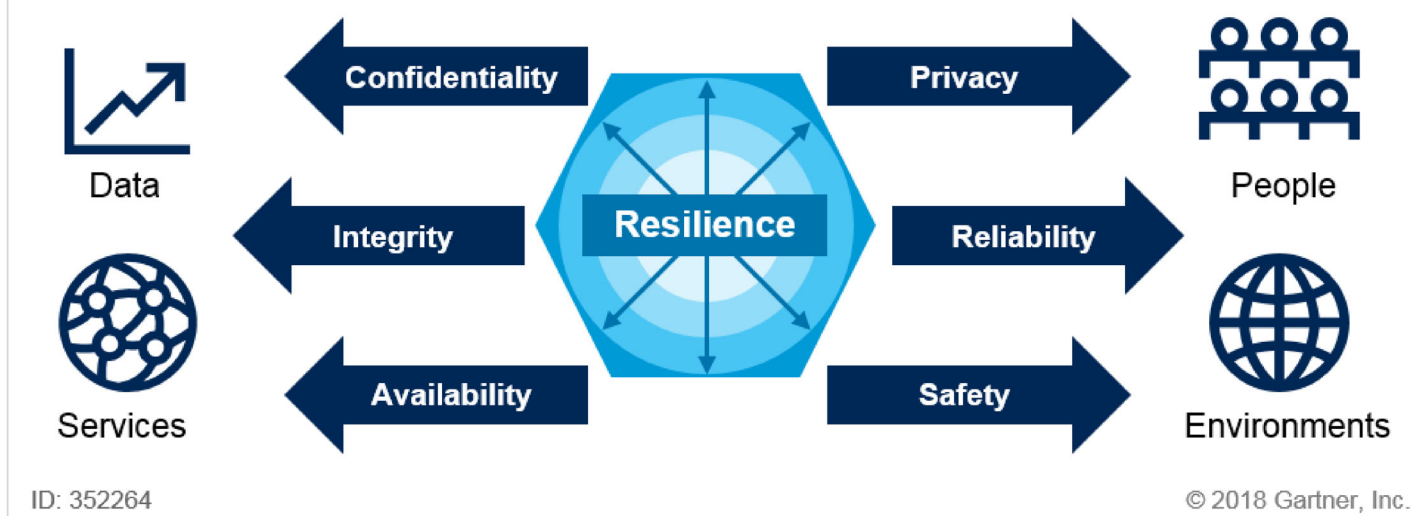 Confidentiality
Privacy
Data
People
Integrity
Resilience
Reliability
Availability
Safety
Services
Environments
ID: 352264
© 2018 Gartner, Inc.